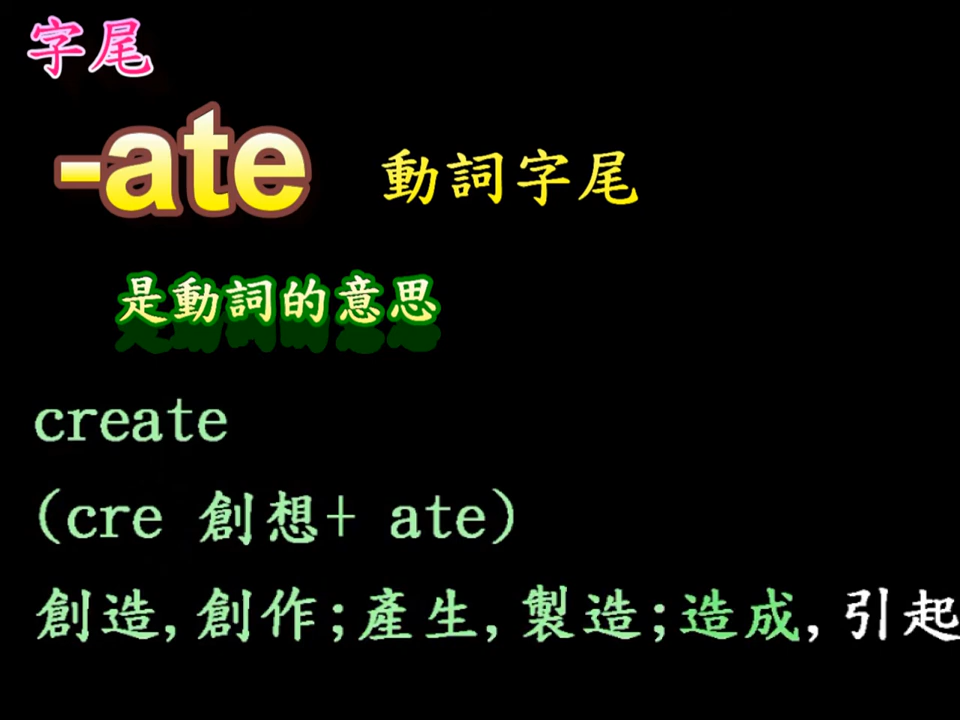 字尾
-ate 動詞字尾
是動詞的意思
create
(cre 創想+ ate)
創造,創作;產生,製造;造成,引起